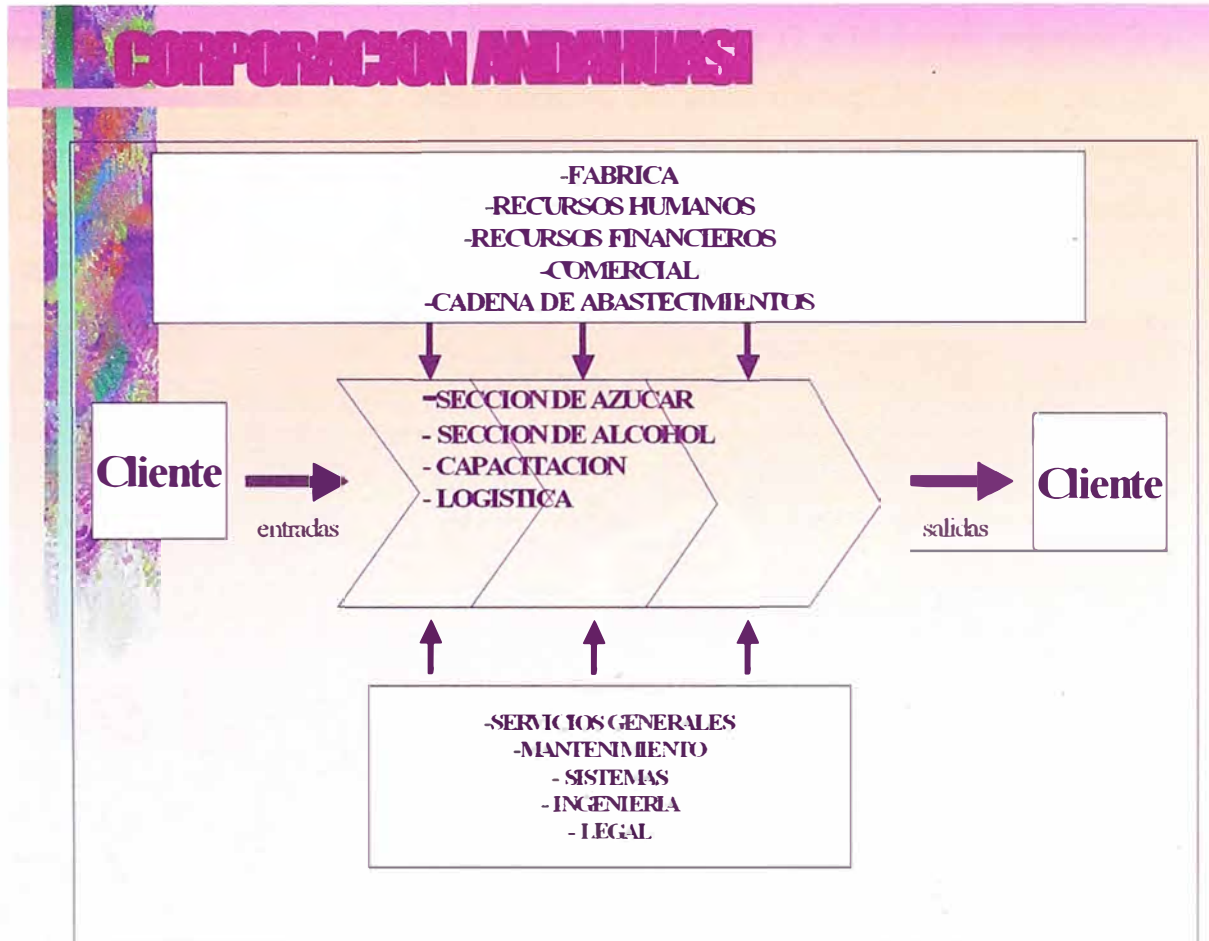 CORPORACION ANDAHUASI
-FABRICA
-RECURSOS HUMANOS
-RECURSOS FINANCIEROS
-COMERCIAL
-CADENA DE ABASTECIMIENTOS
-SECCION DE AZUCAR
- SECCION DE ALCOHOL
- CAPACITACION
- LOGISTICA
Cliente
entradas
Cliente
salidas
-SERVICIOS GENERALES
-MANTENIMIENTO
- SISTEMAS
- INGENIERIA
- LEGAL